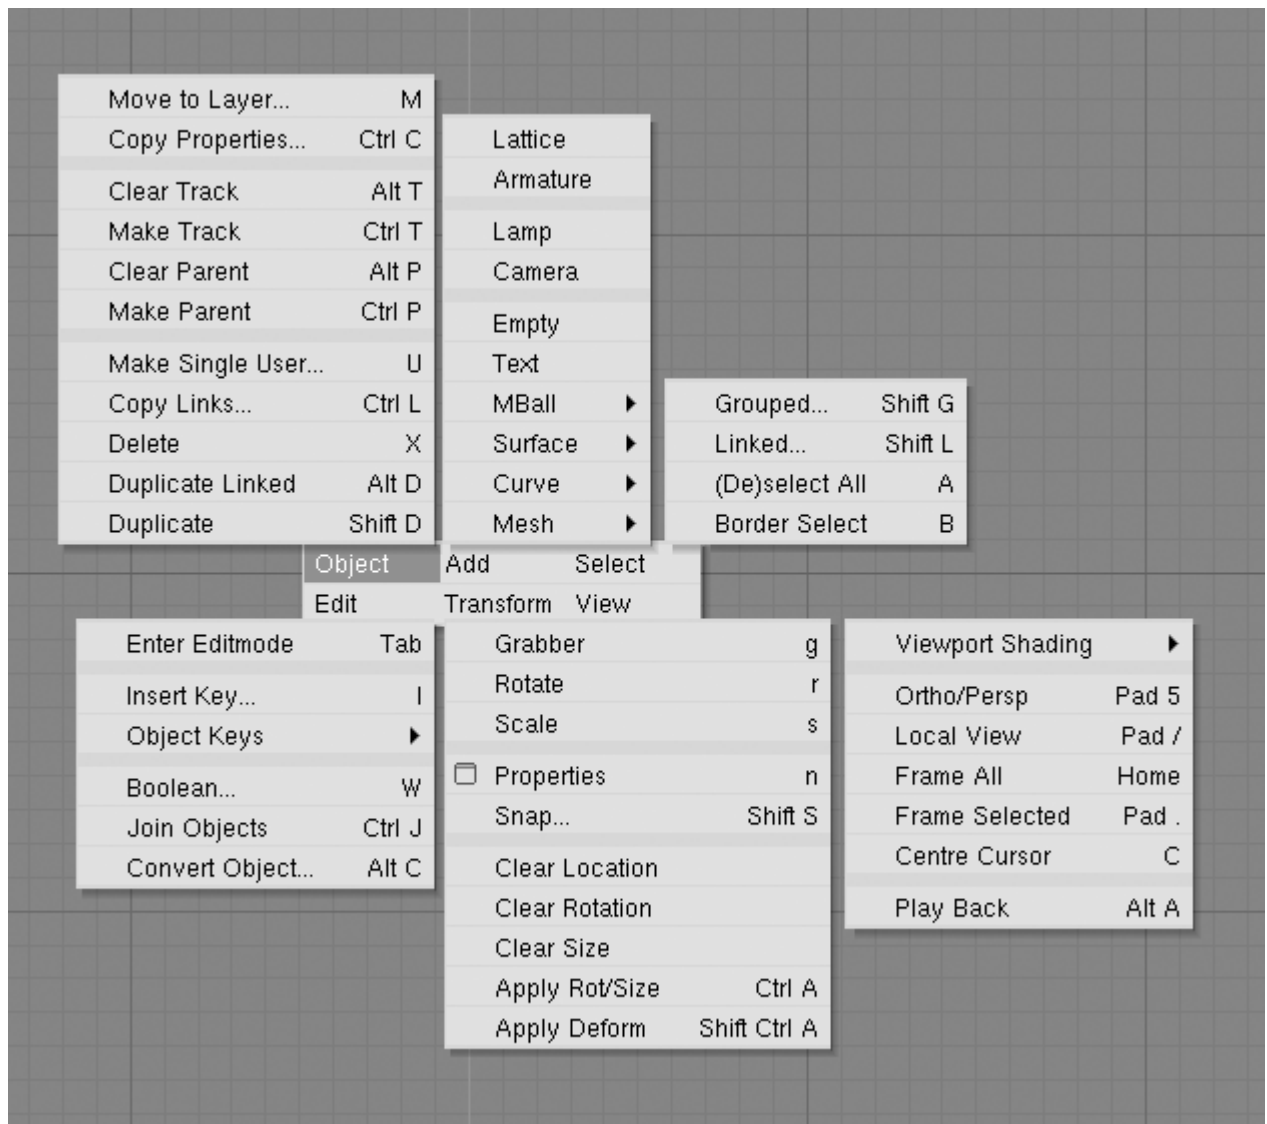 Move to Layer... M
Copy Properties... Ctrl C
Clear Track Alt T
Make Track Ctrl T
Clear Parent Alt P
Make Parent Ctrl P
Make Single User... U
Copy Links... Ctrl L
Delete X
Duplicate Linked Alt D
Duplicate Shift D
Lattice
Armature
Lamp
Camera
Empty
Text
MBall
Surface
Curve
Mesh
Grouped... Shift G
Linked... Shift L
(De)select All A
Border Select B
Object Add Select
Edit Transform View
Enter Editmode Tab
Insert Key... I
Object Keys
Boolean... W
Join Objects Ctrl J
Convert Object... Alt C
Grabber g
Rotate r
Scale s
Properties n
Snap... Shift S
Clear Location
Clear Rotation
Clear Size
Apply Rot/Size Ctrl A
Apply Deform Shift Ctrl A
Viewport Shading
Ortho/Persp Pad 5
Local View Pad /
Frame All Home
Frame Selected Pad .
Centre Cursor C
Play Back Alt A